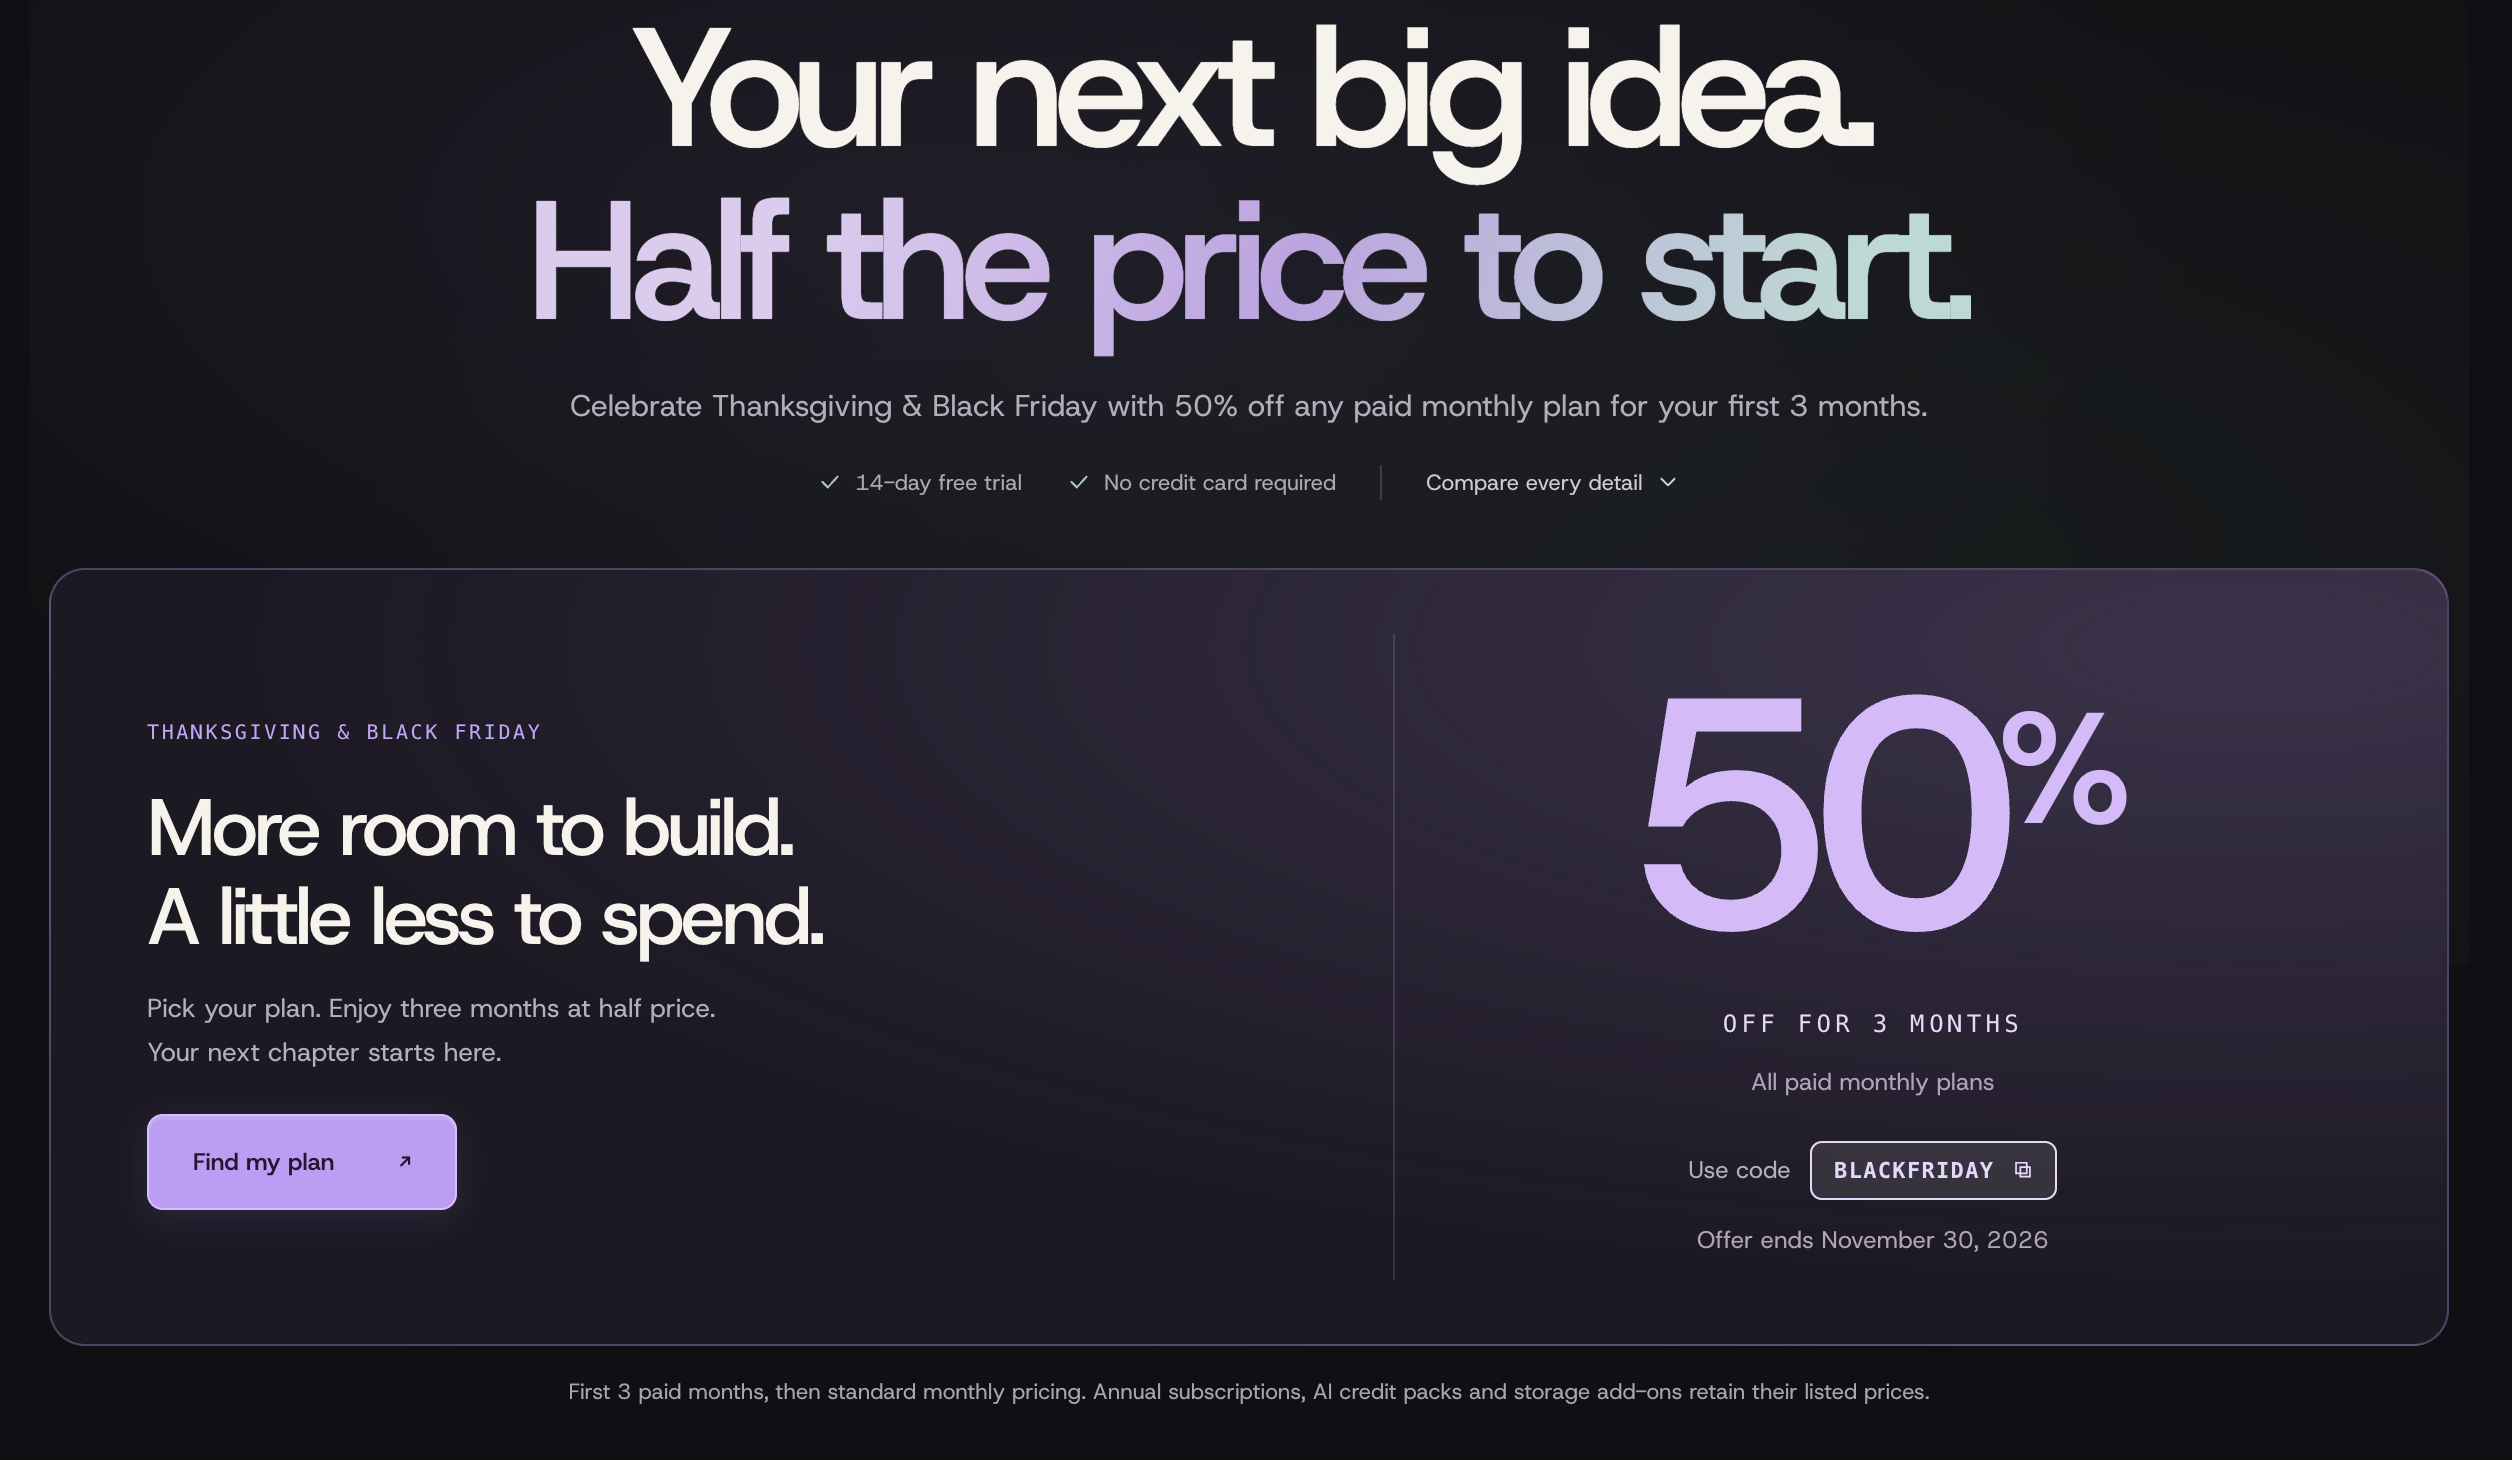 Your next big idea.
Half the price to start.
Celebrate Thanksgiving & Black Friday with 50% off any paid monthly plan for your first 3 months.
14-day free trial
No credit card required
Compare every detail
THANKSGIVING & BLACK FRIDAY
More room to build.
A little less to spend.
Pick your plan. Enjoy three months at half price.
Your next chapter starts here.
Find my plan
50%
OFF FOR 3 MONTHS
All paid monthly plans
Use code BLACKFRIDAY
Offer ends November 30, 2026
First 3 paid months, then standard monthly pricing. Annual subscriptions, AI credit packs and storage add-ons retain their listed prices.